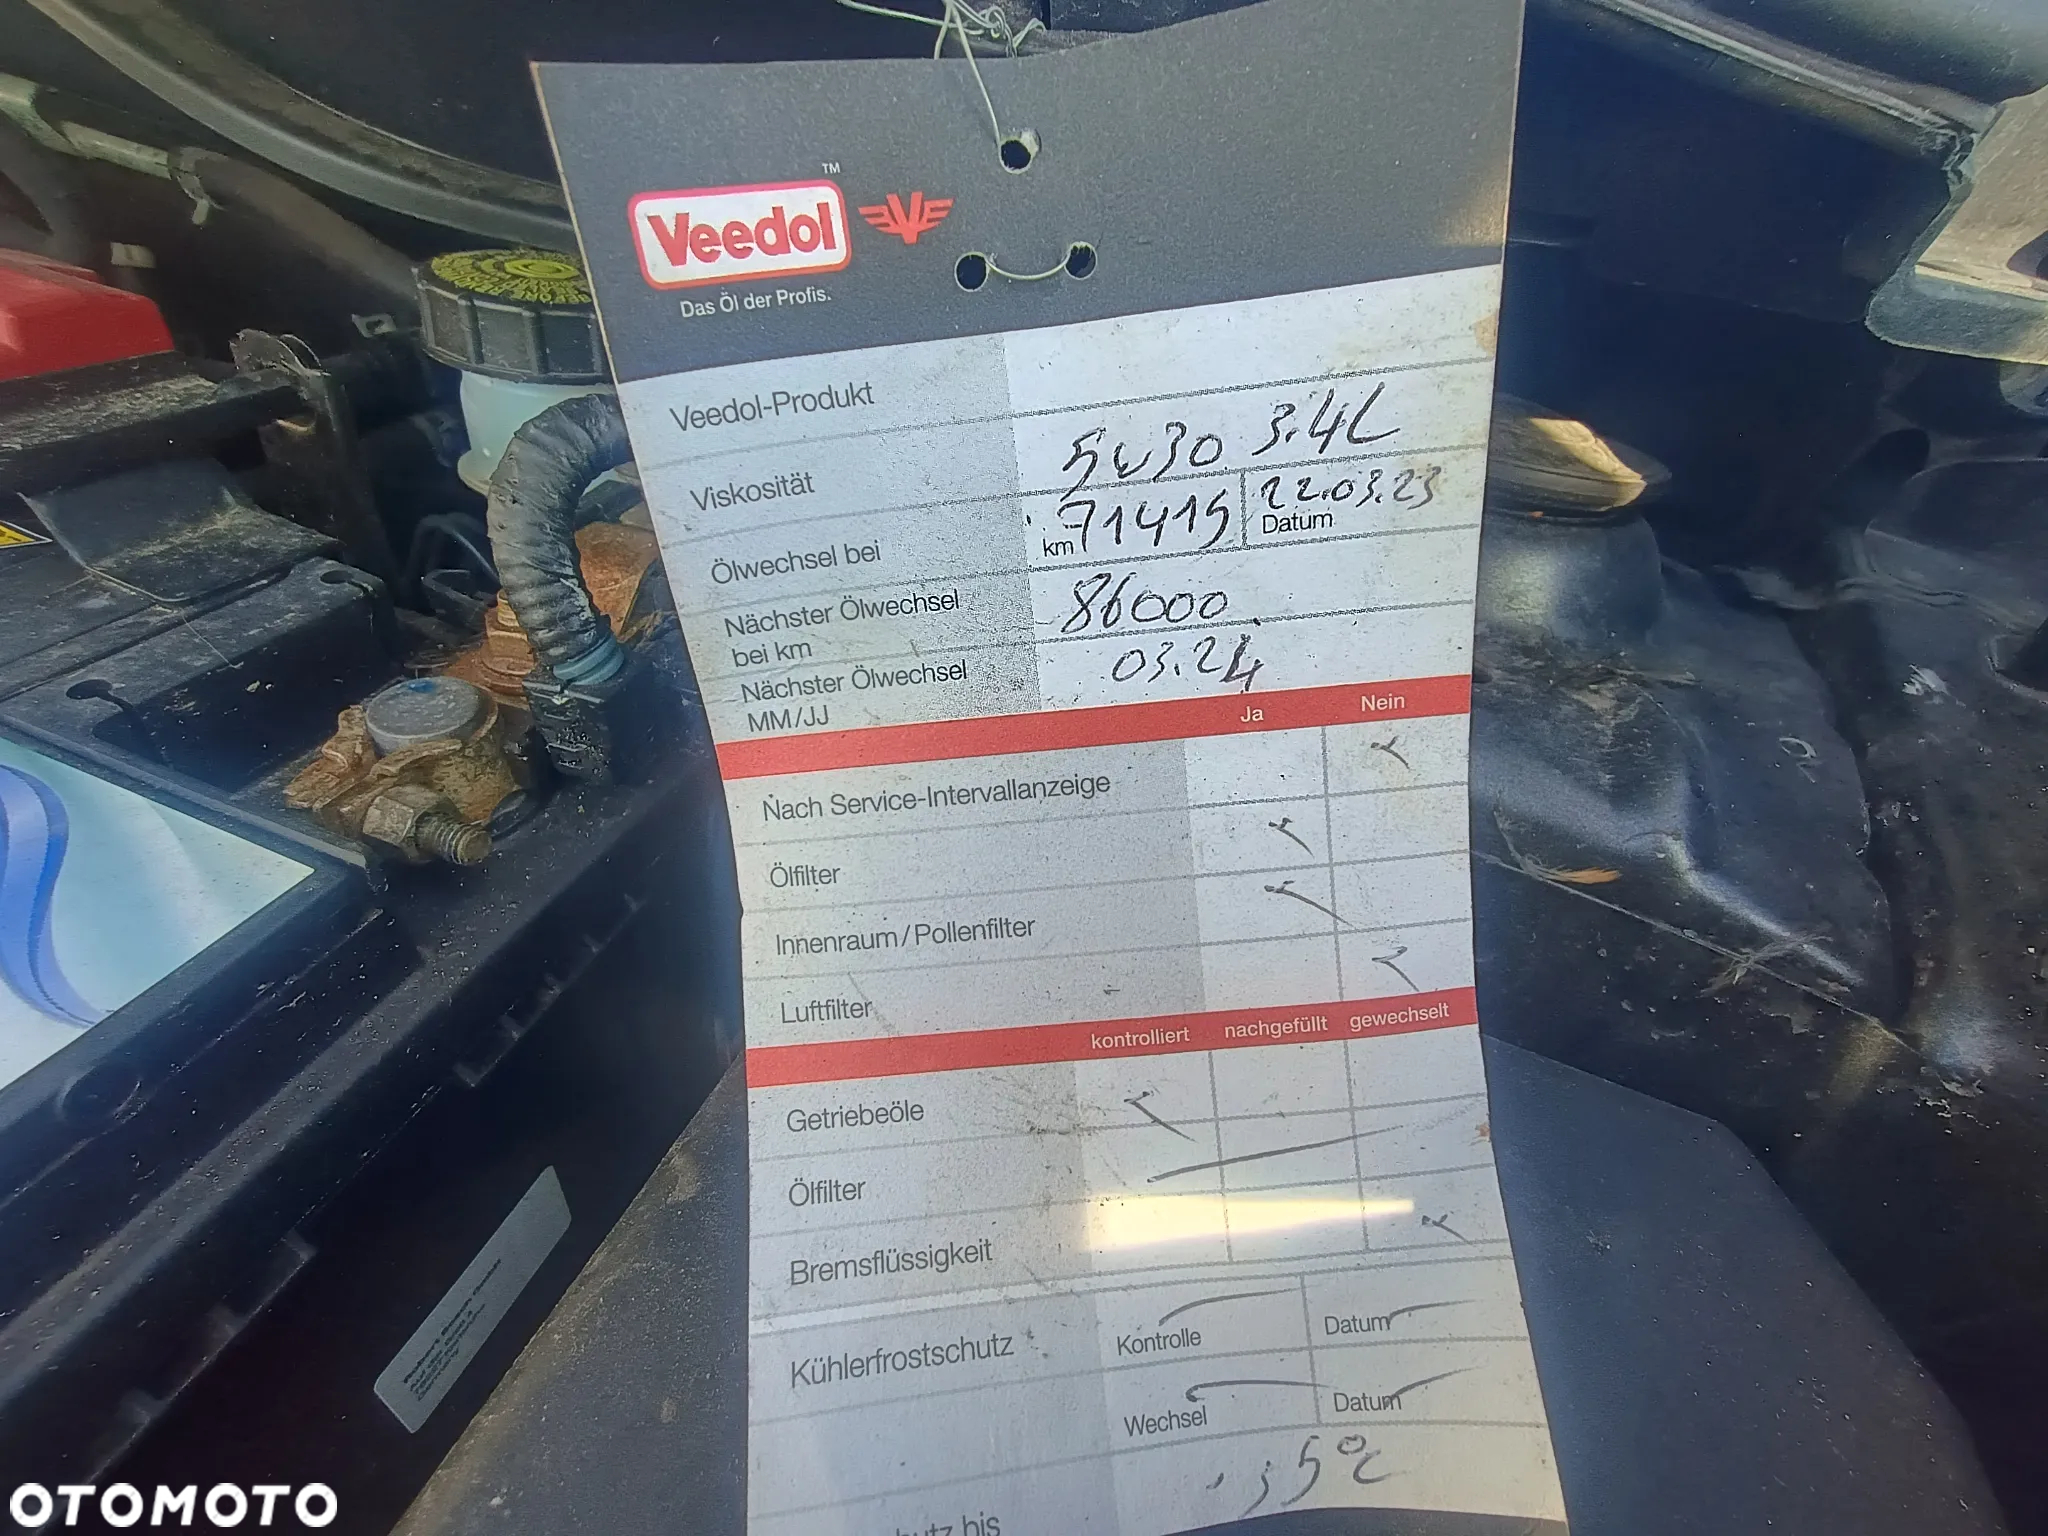 TM
Veedol
Das Öl der Profis.
Veedol-Produkt
Viskosität 5W30 3.4L
Ölwechsel bei km 71415 22.03.23 Datum
Nächster Ölwechsel bei km 86000
Nächster Ölwechsel MM/JJ 03.24
Ja Nein
Nach Service-Intervallanzeige
Ölfilter
Innenraum/Pollenfilter
Luftfilter
kontrolliert nachgefüllt gewechselt
Getriebeöle
Ölfilter
Bremsflüssigkeit
Kühlerfrostschutz Kontrolle Datum
Wechsel Datum
bis
OTOMOTO